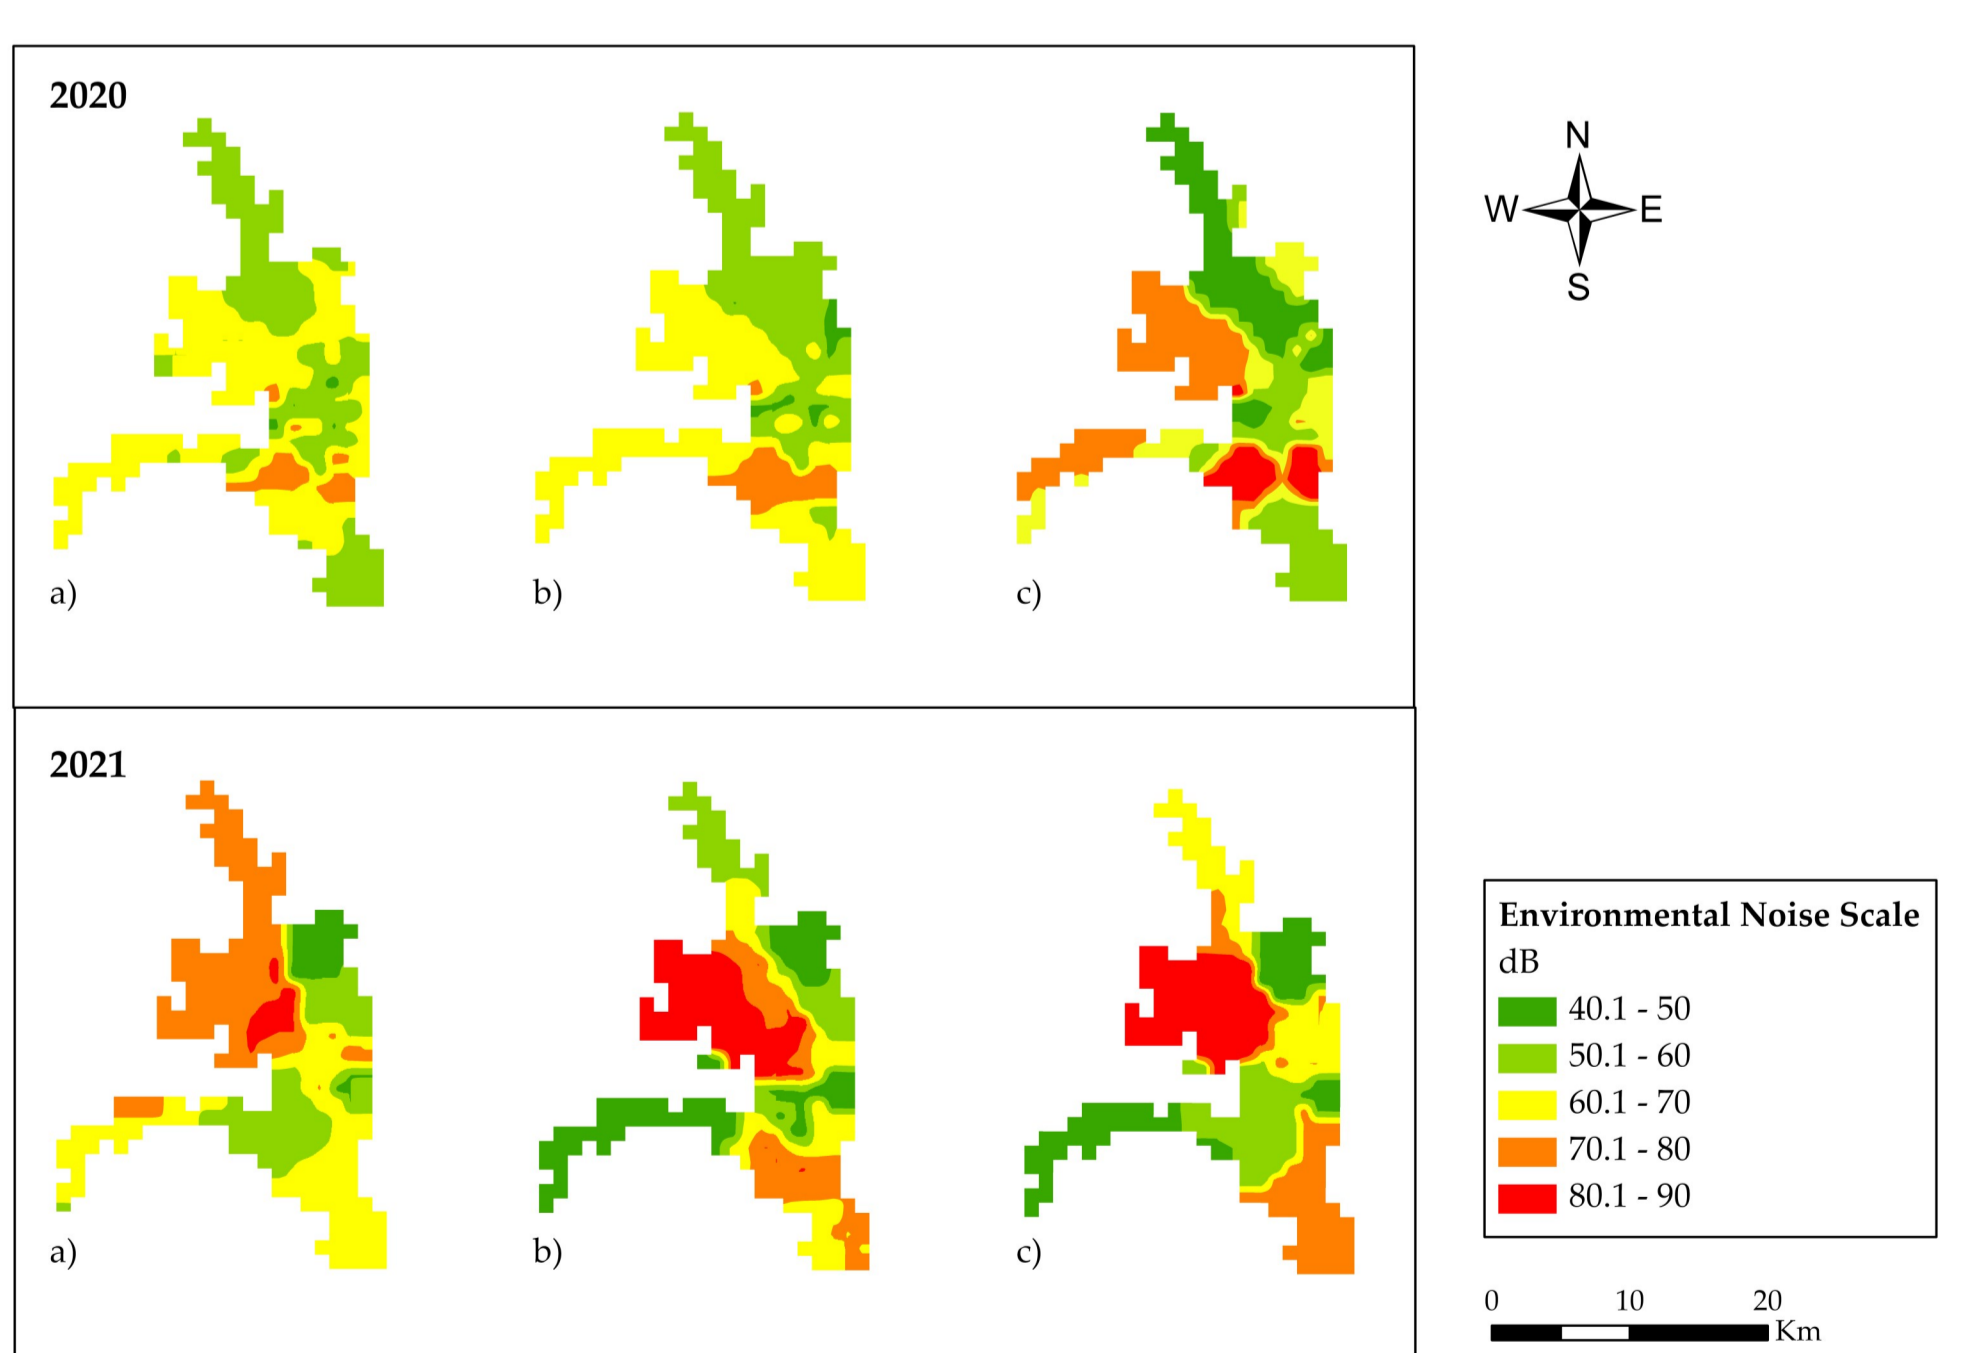 2020
a)
b)
c)
N
W
E
S
2021
a)
b)
c)
Environmental Noise Scale
dB
40.1 - 50
50.1 - 60
60.1 - 70
70.1 - 80
80.1 - 90
0 10 20
Km